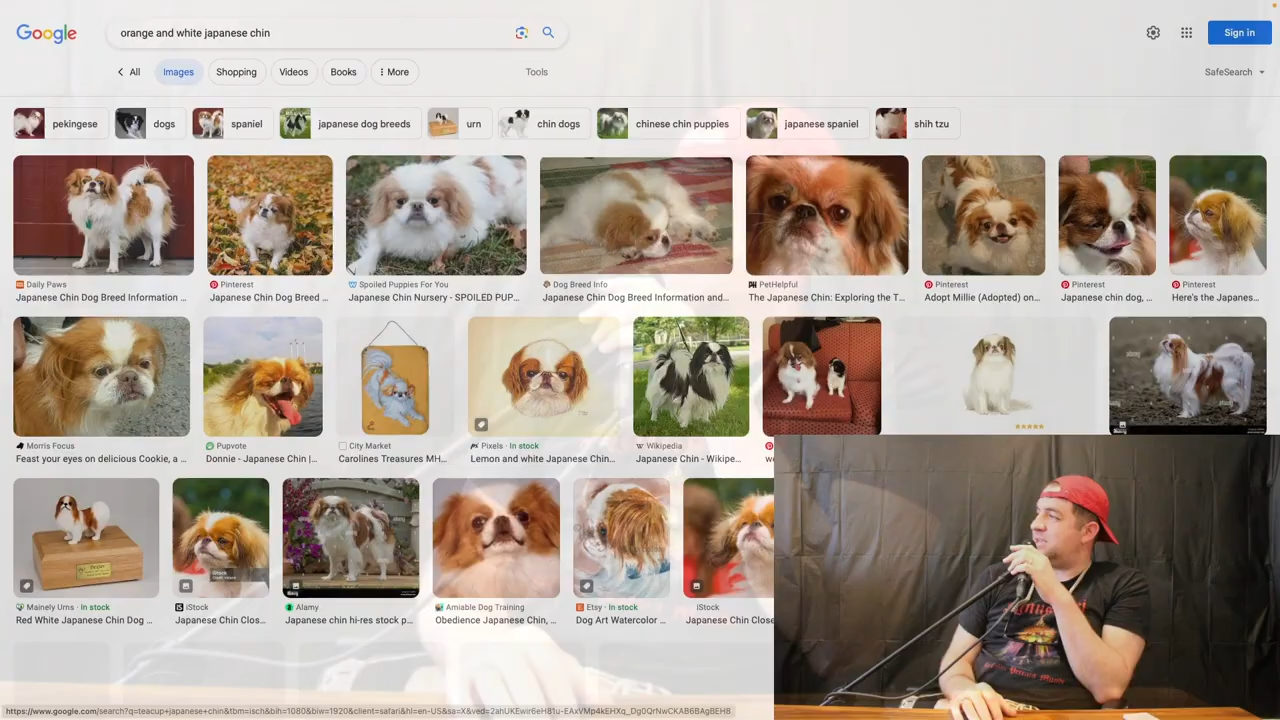 Google
orange and white japanese chin
Sign in
All
Images
Shopping
Videos
Books
More
Tools
SafeSearch
pekingese
dogs
spaniel
japanese dog breeds
urn
chin dogs
chinese chin puppies
japanese spaniel
shih tzu
Daily Paws
Japanese Chin Dog Breed Information ...
Pinterest
Japanese Chin Dog Breed ...
Spoiled Puppies For You
Japanese Chin Nursery - SPOILED PUP...
Dog Breed Info
Japanese Chin Dog Breed Information and...
PetHelpful
The Japanese Chin: Exploring the T...
Pinterest
Adopt Millie (Adopted) on...
Pinterest
Japanese chin dog, ...
Pinterest
Here's the Japanes...
Morris Focus
Feast your eyes on delicious Cookie, a ...
Pupvote
Donnie - Japanese Chin |...
City Market
Carolines Treasures MH...
Pixels · In stock
Lemon and white Japanese Chin...
Wikipedia
Japanese Chin - Wikipe...
Mainely Urns · In stock
Red White Japanese Chin Dog ...
iStock
Japanese Chin Clos...
Alamy
Japanese chin hi-res stock p...
Amiable Dog Training
Obedience Japanese Chin, ...
Etsy · In stock
Dog Art Watercolor ...
iStock
Japanese Chin Close